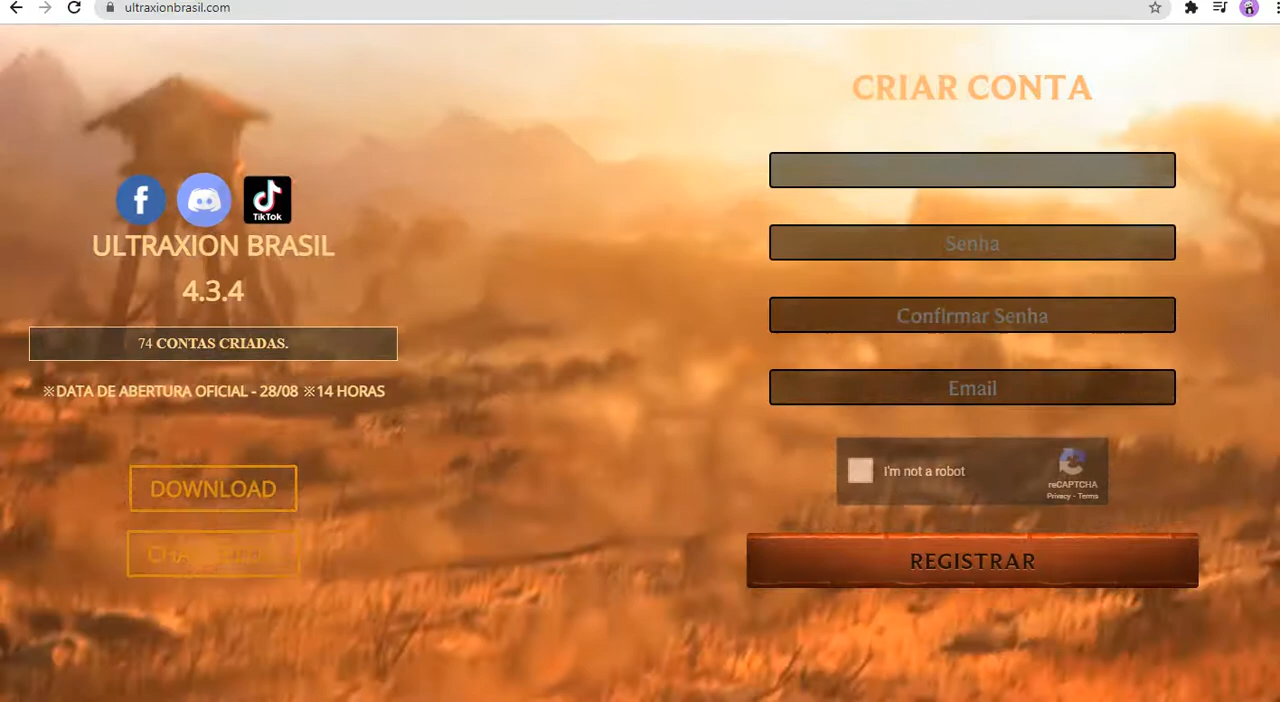 ultraxionbrasil.com
CRIAR CONTA
TikTok
ULTRAXION BRASIL
4.3.4
74 CONTAS CRIADAS.
※DATA DE ABERTURA OFICIAL - 28/08 ※14 HORAS
DOWNLOAD
Senha
Confirmar Senha
Email
I'm not a robot
reCAPTCHA
Privacy - Terms
REGISTRAR